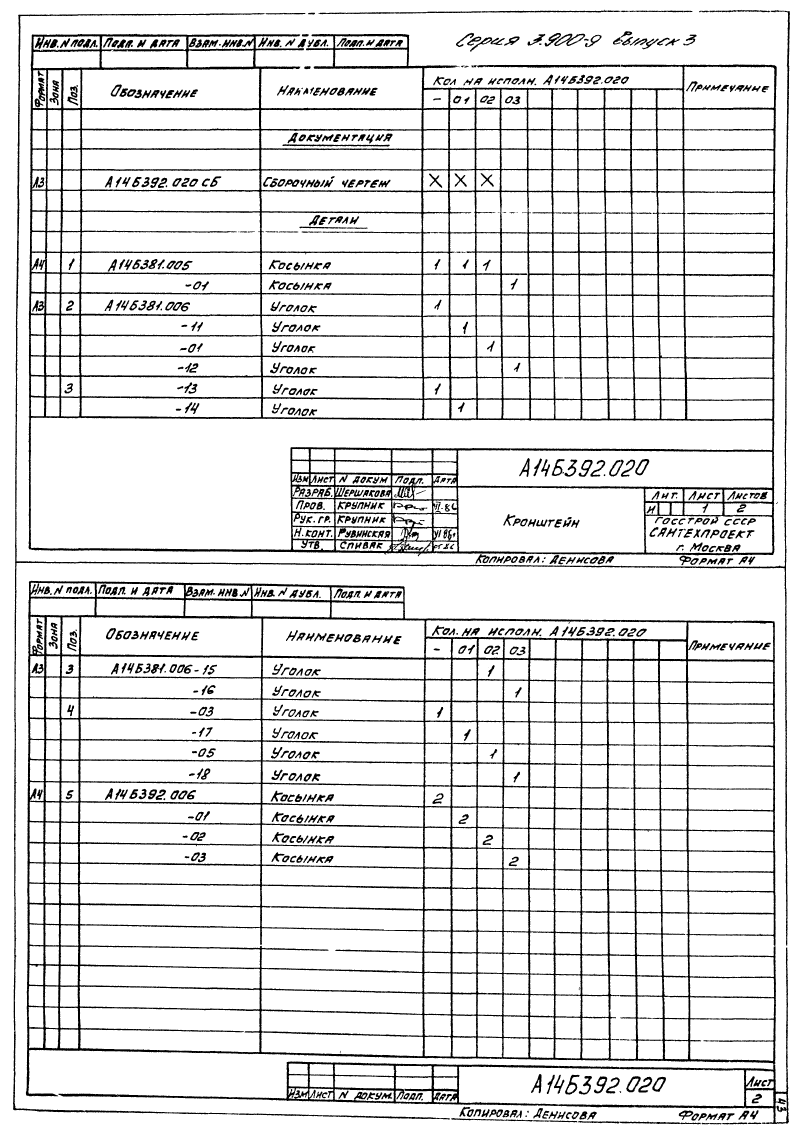 Серия 3.900-9 Выпуск 3
Инв. N подл. Подп. и дата Взам. инв. N Инв. N дубл. Подп. и дата
Формат Зона Поз. Обозначение Наименование Кол. на исполн. А14Б392.020 Примечание
- 01 02 03
Документация
А3 А14Б392.020 СБ Сборочный чертеж X X X
Детали
А4 1 А14Б381.005 Косынка 1 1 1
-01 Косынка 1
А3 2 А14Б381.006 Уголок 1
-11 Уголок 1
-01 Уголок 1
-12 Уголок 1
3 -13 Уголок 1
-14 Уголок 1
Изм Лист N докум Подп. Дата
А14Б392.020
Разраб. Шершакова
Пров. Крупник
Рук. гр. Крупник
Н. конт. Рувинская
Утв. Спивак
Кронштейн
Лит. Лист Листов
И 1 2
Госстрой СССР
Сантехпроект
г. Москва
Копировал: Денисова Формат А4
Инв. N подл. Подп. и дата Взам. инв. N Инв. N дубл. Подп. и дата
Формат Зона Поз. Обозначение Наименование Кол. на исполн. А14Б392.020 Примечание
- 01 02 03
А3 3 А14Б381.006-15 Уголок 1
-16 Уголок 1
4 -03 Уголок 1
-17 Уголок 1
-05 Уголок 1
-18 Уголок 1
А4 5 А14Б392.006 Косынка 2
-01 Косынка 2
-02 Косынка 2
-03 Косынка 2
Изм Лист N докум. Подп. Дата
А14Б392.020
Лист
2
43
Копировал: Денисова Формат А4